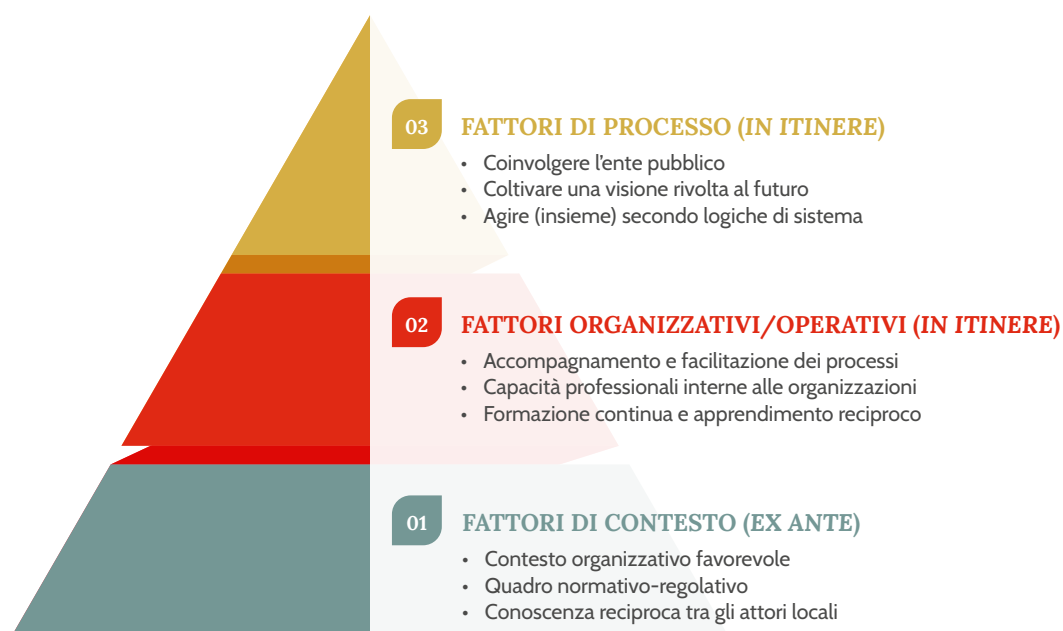 03 FATTORI DI PROCESSO (IN ITINERE)
• Coinvolgere l'ente pubblico
• Coltivare una visione rivolta al futuro
• Agire (insieme) secondo logiche di sistema
02 FATTORI ORGANIZZATIVI/OPERATIVI (IN ITINERE)
• Accompagnamento e facilitazione dei processi
• Capacità professionali interne alle organizzazioni
• Formazione continua e apprendimento reciproco
01 FATTORI DI CONTESTO (EX ANTE)
• Contesto organizzativo favorevole
• Quadro normativo-regolativo
• Conoscenza reciproca tra gli attori locali